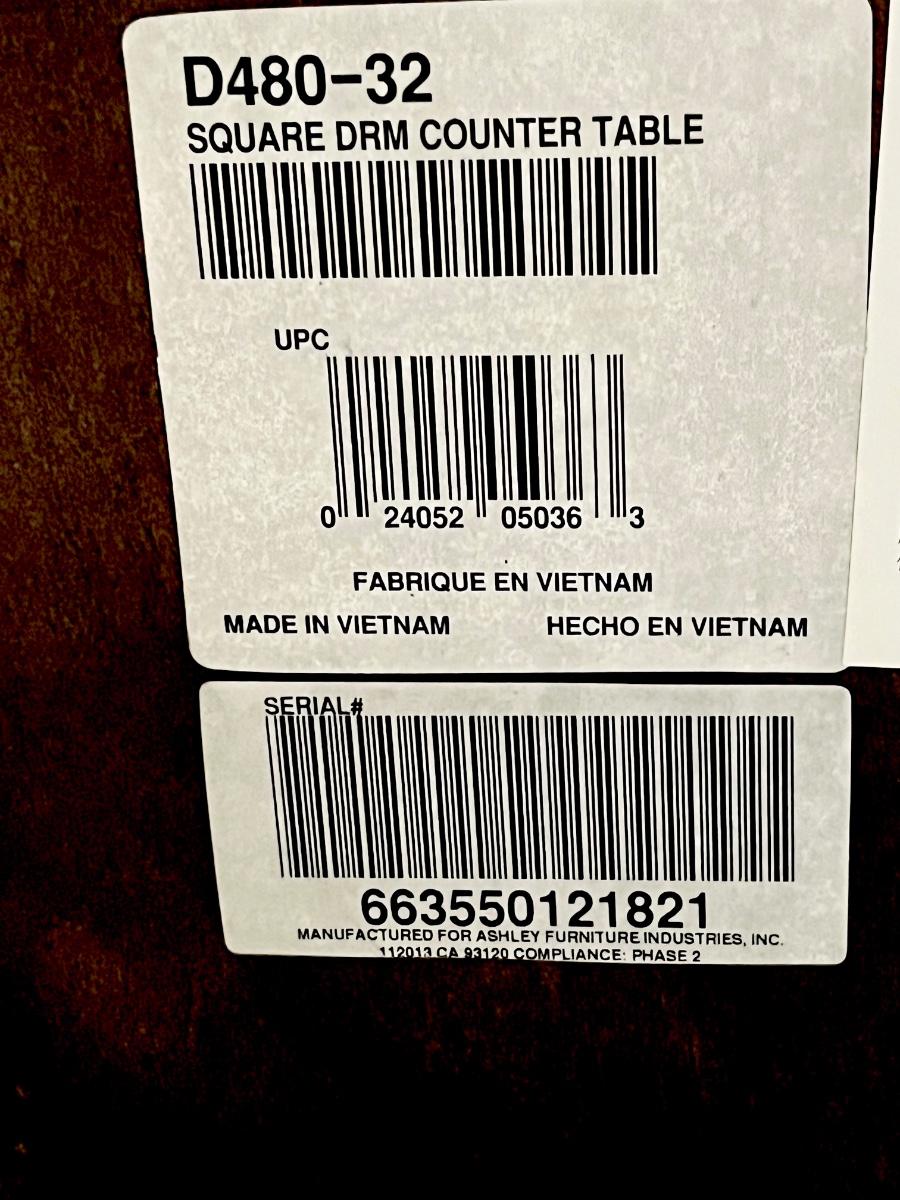 D480-32
SQUARE DRM COUNTER TABLE
UPC
0 24052 05036 3
FABRIQUE EN VIETNAM
MADE IN VIETNAM HECHO EN VIETNAM
SERIAL#
663550121821
MANUFACTURED FOR ASHLEY FURNITURE INDUSTRIES, INC.
112013 CA 93120 COMPLIANCE: PHASE 2